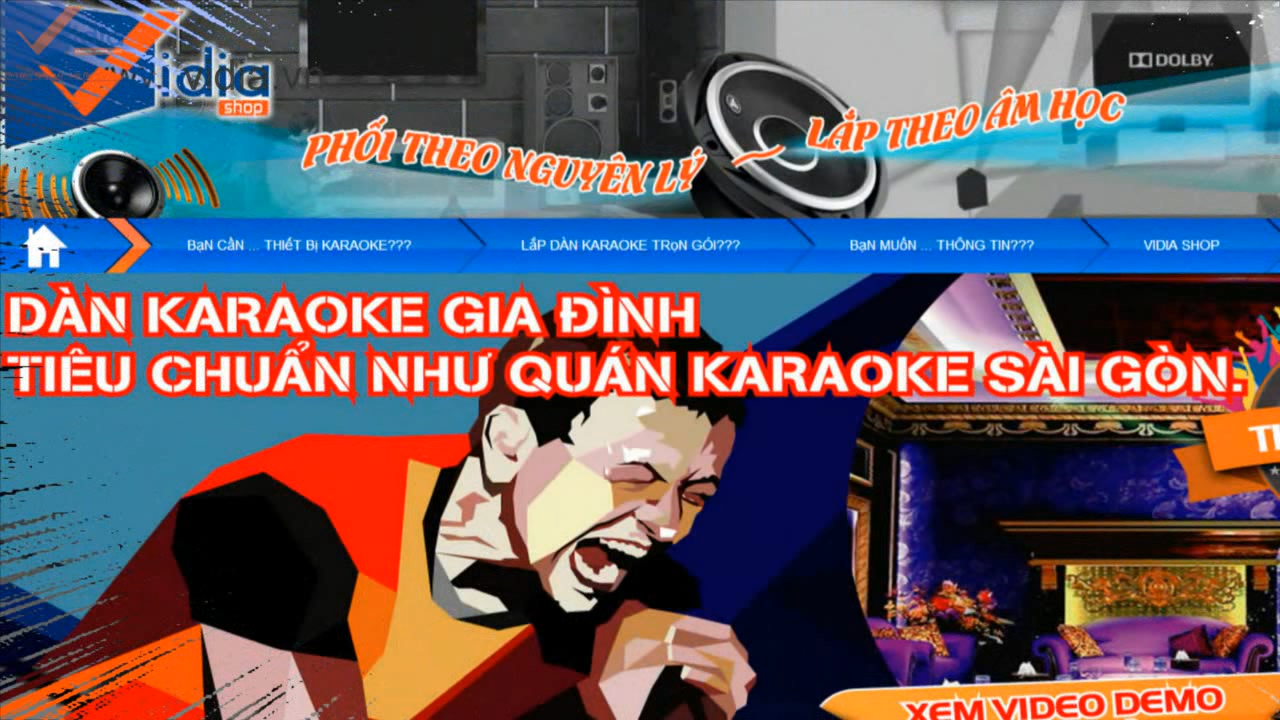 Vidia
shop
DOLBY
PHỐI THEO NGUYÊN LÝ ~ LẮP THEO ÂM HỌC
BạN CầN ... THIếT Bị KARAOKE???
LắP DÀN KARAOKE TRọN GÓI???
BạN MUốN ... THÔNG TIN???
VIDIA SHOP
DÀN KARAOKE GIA ĐÌNH
TIÊU CHUẨN NHƯ QUÁN KARAOKE SÀI GÒN.
XEM VIDEO DEMO